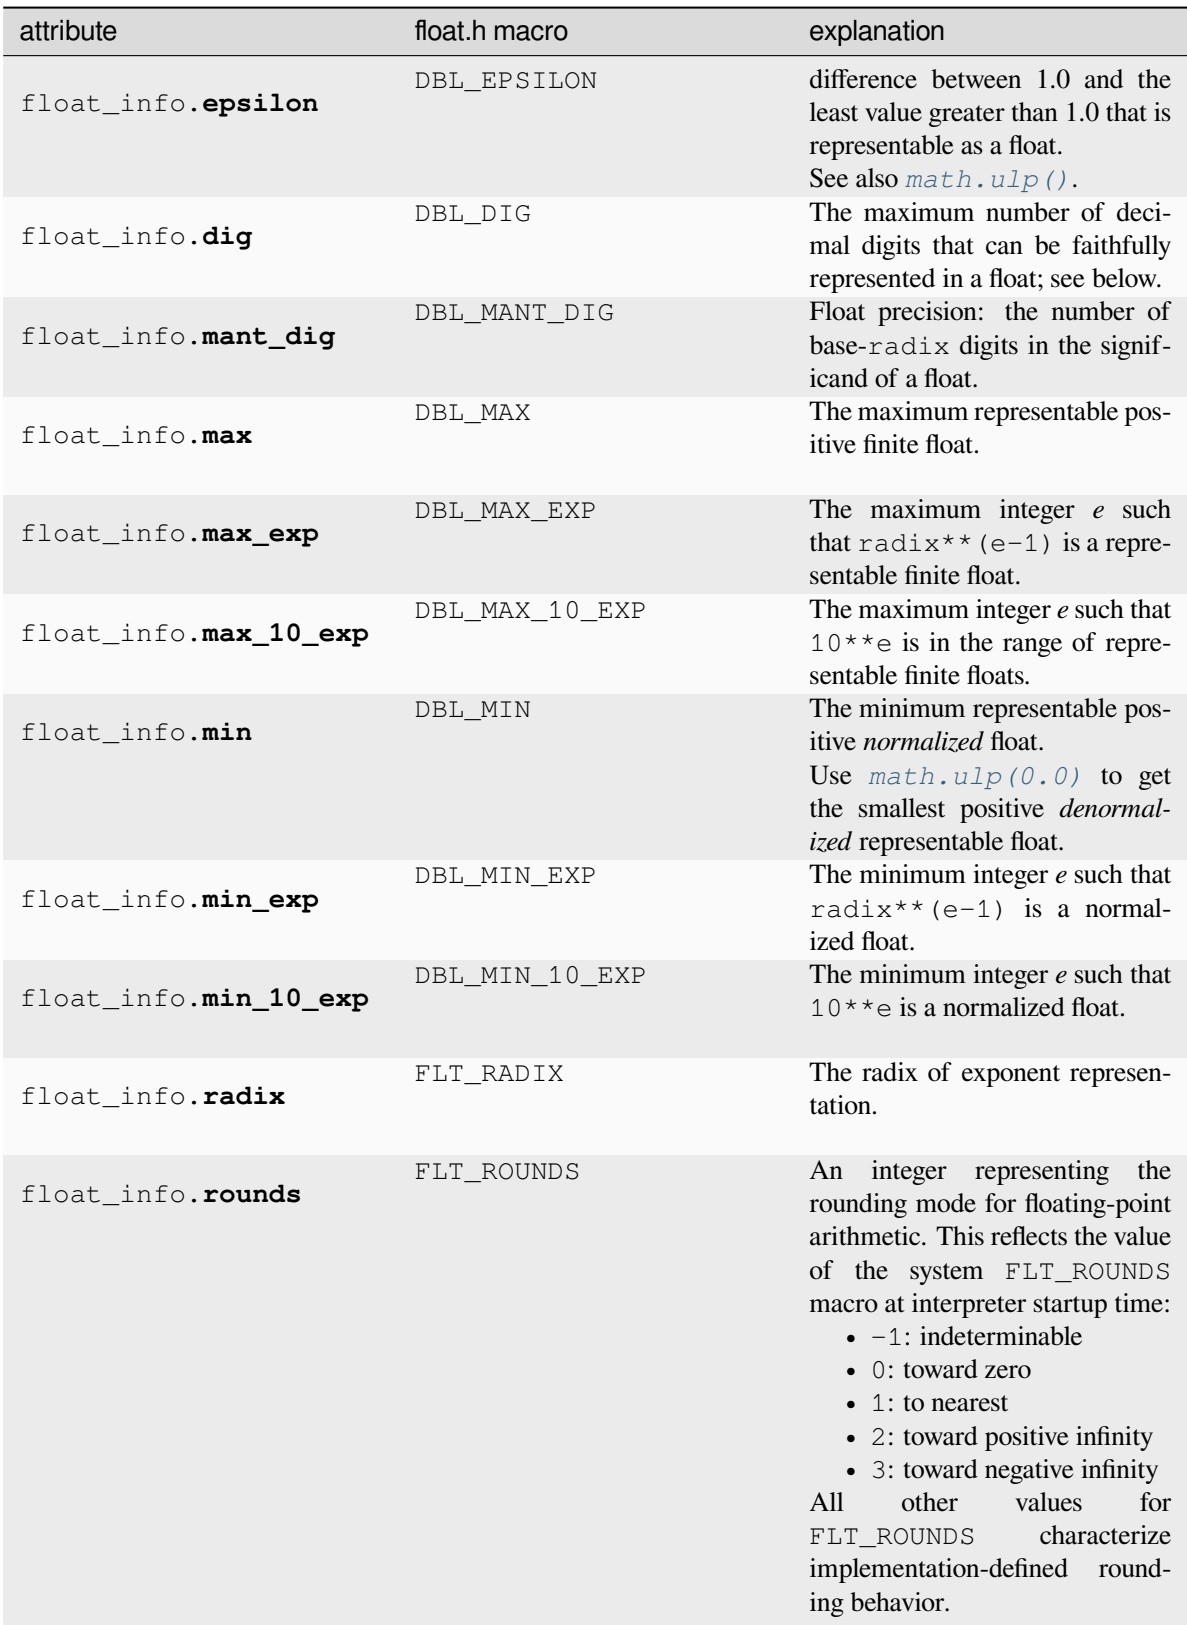 attribute float.h macro explanation
float_info.epsilon DBL_EPSILON difference between 1.0 and the
least value greater than 1.0 that is
representable as a float.
See also math.ulp().
float_info.dig DBL_DIG The maximum number of deci-
mal digits that can be faithfully
represented in a float; see below.
float_info.mant_dig DBL_MANT_DIG Float precision: the number of
base-radix digits in the signif-
icand of a float.
float_info.max DBL_MAX The maximum representable pos-
itive finite float.
float_info.max_exp DBL_MAX_EXP The maximum integer e such
that radix**(e-1) is a repre-
sentable finite float.
float_info.max_10_exp DBL_MAX_10_EXP The maximum integer e such that
10**e is in the range of repre-
sentable finite floats.
float_info.min DBL_MIN The minimum representable pos-
itive normalized float.
Use math.ulp(0.0) to get
the smallest positive denormal-
ized representable float.
float_info.min_exp DBL_MIN_EXP The minimum integer e such that
radix**(e-1) is a normal-
ized float.
float_info.min_10_exp DBL_MIN_10_EXP The minimum integer e such that
10**e is a normalized float.
float_info.radix FLT_RADIX The radix of exponent represen-
tation.
float_info.rounds FLT_ROUNDS An integer representing the
rounding mode for floating-point
arithmetic. This reflects the value
of the system FLT_ROUNDS
macro at interpreter startup time:
• -1: indeterminable
• 0: toward zero
• 1: to nearest
• 2: toward positive infinity
• 3: toward negative infinity
All other values for
FLT_ROUNDS characterize
implementation-defined round-
ing behavior.